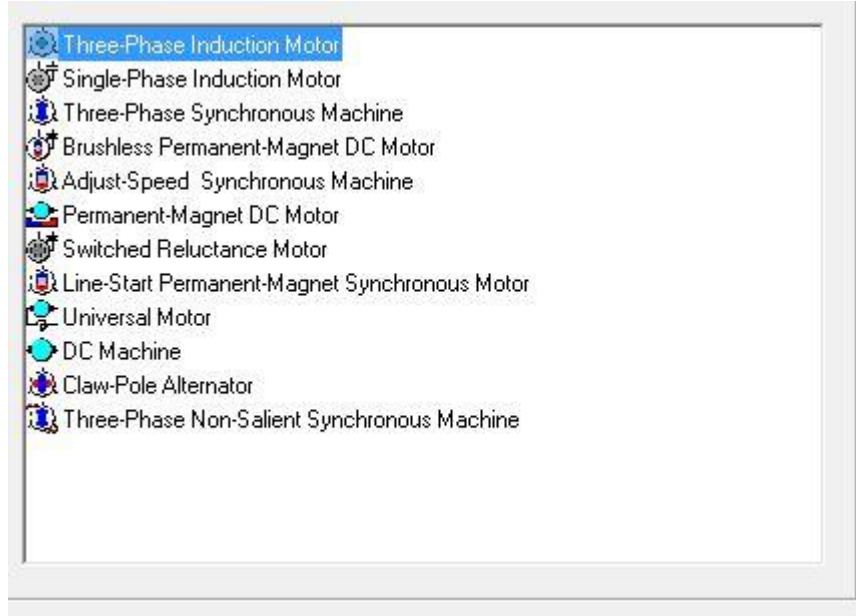 Three-Phase Induction Motor
Single-Phase Induction Motor
Three-Phase Synchronous Machine
Brushless Permanent-Magnet DC Motor
Adjust-Speed  Synchronous Machine
Permanent-Magnet DC Motor
Switched Reluctance Motor
Line-Start Permanent-Magnet Synchronous Motor
Universal Motor
DC Machine
Claw-Pole Alternator
Three-Phase Non-Salient Synchronous Machine